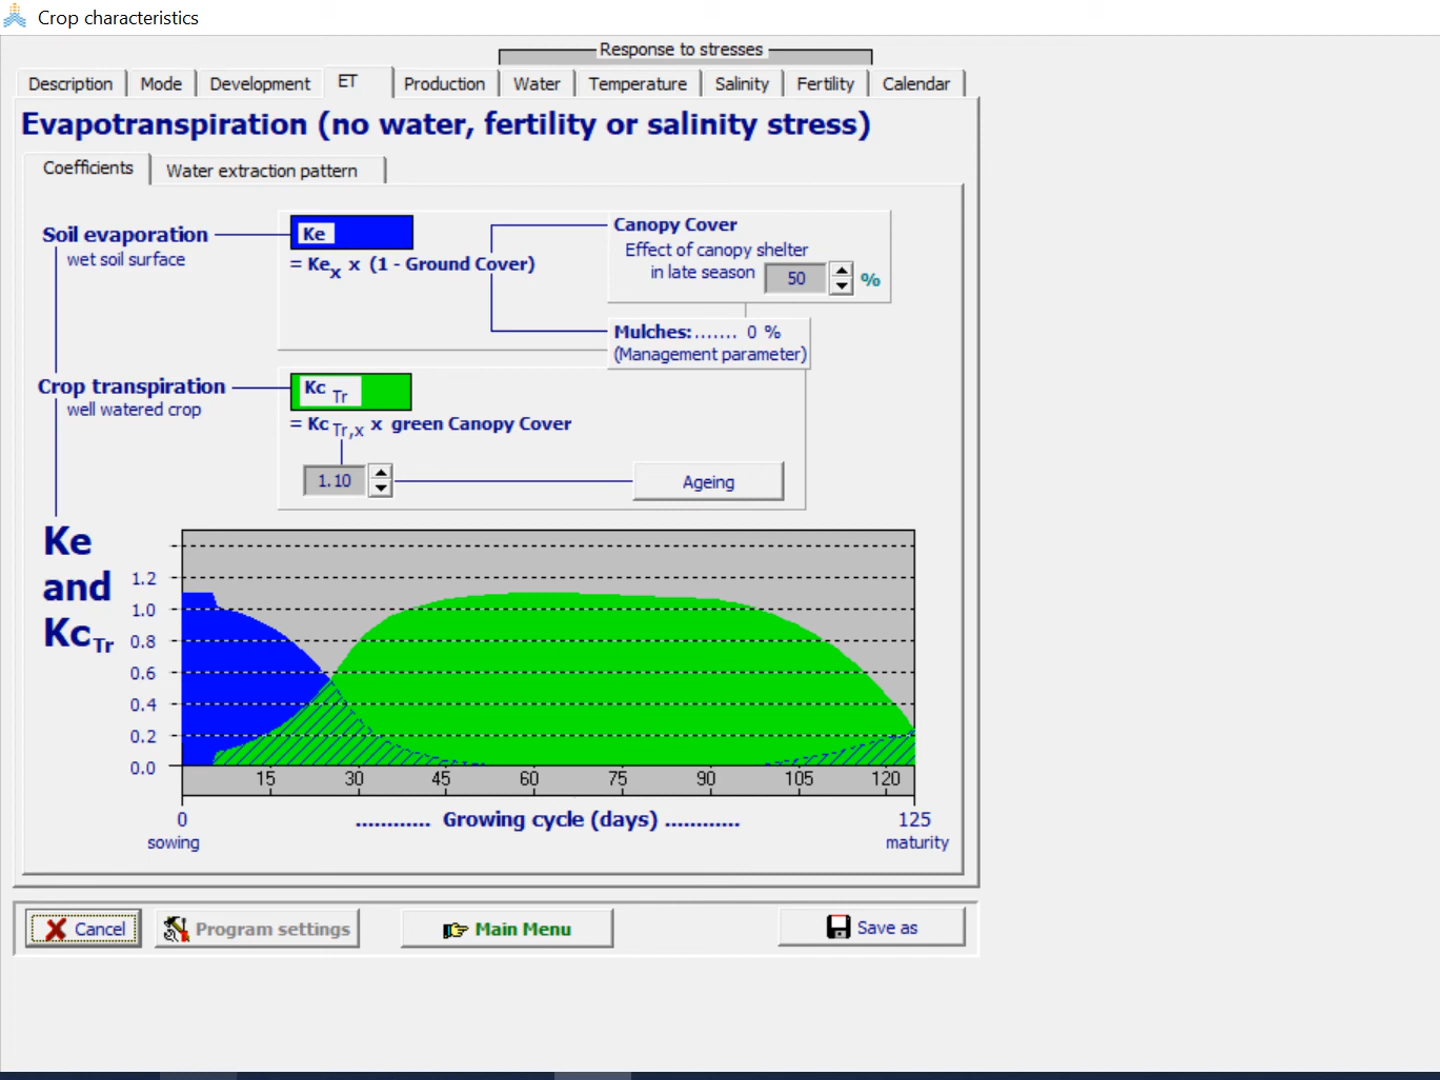 Crop characteristics
Response to stresses
Description Mode Development ET Production Water Temperature Salinity Fertility Calendar
Evapotranspiration (no water, fertility or salinity stress)
Coefficients Water extraction pattern
Soil evaporation
wet soil surface
Ke
= Kex x (1 - Ground Cover)
Canopy Cover
Effect of canopy shelter
in late season 50 %
Mulches:....... 0 %
(Management parameter)
Crop transpiration
well watered crop
Kc Tr
= Kc Tr,x x green Canopy Cover
1.10
Ageing
Ke
and
KcTr
1.2
1.0
0.8
0.6
0.4
0.2
0.0
15 30 45 60 75 90 105 120
0 ............ Growing cycle (days) ............ 125
sowing maturity
Cancel Program settings Main Menu Save as